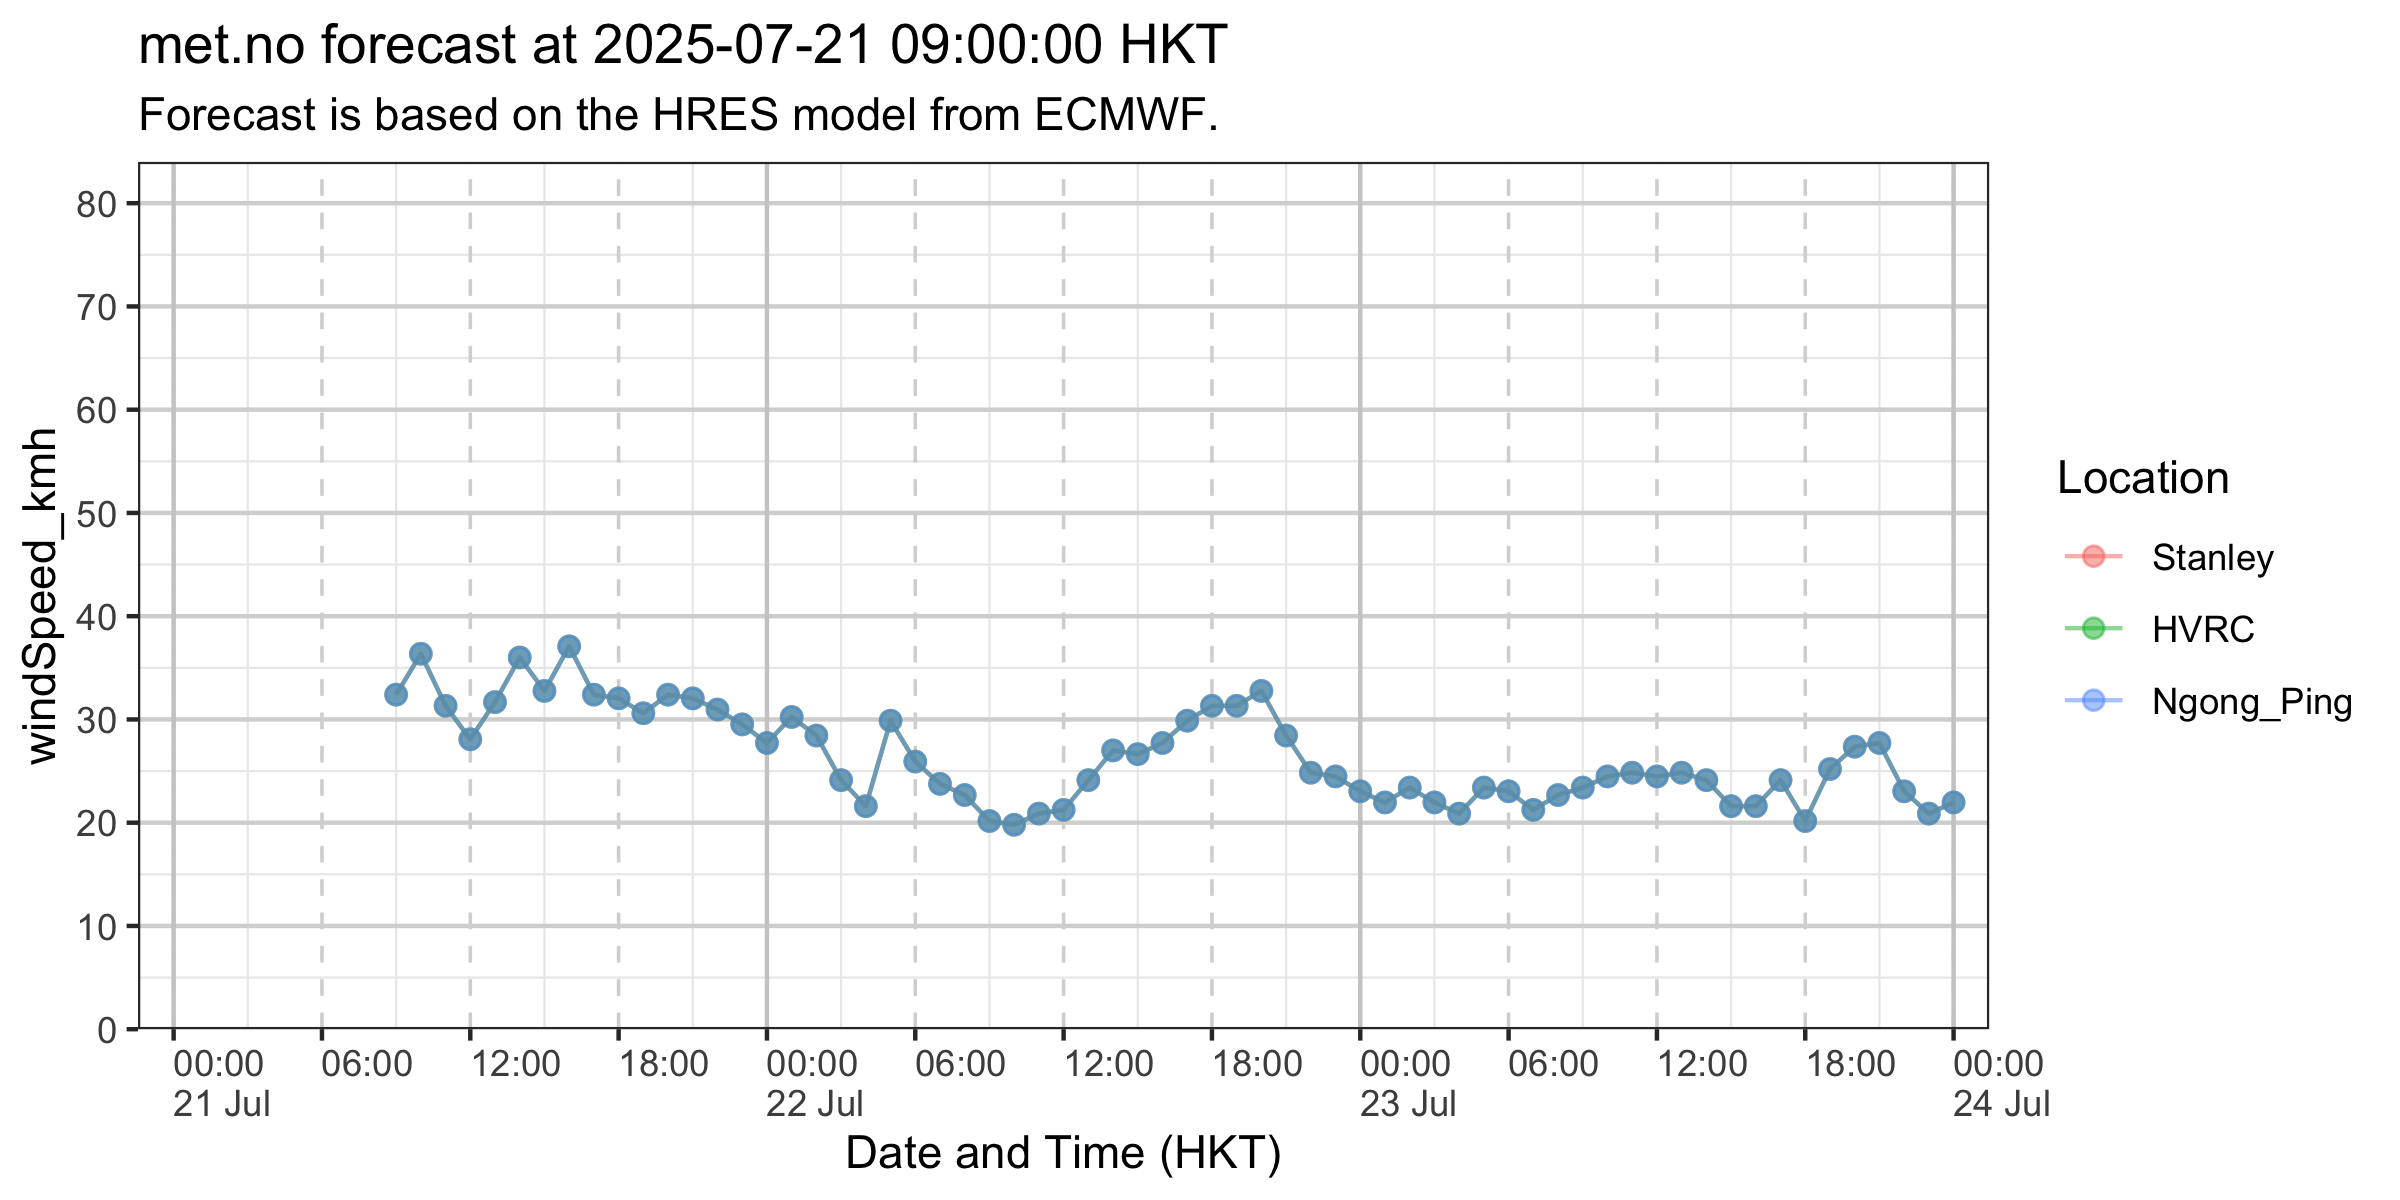 met.no forecast at 2025-07-21 09:00:00 HKT
Forecast is based on the HRES model from ECMWF.
windSpeed_kmh
80
70
60
50
40
30
20
10
0
00:00 06:00 12:00 18:00 00:00 06:00 12:00 18:00 00:00 06:00 12:00 18:00 00:00
21 Jul 22 Jul 23 Jul 24 Jul
Date and Time (HKT)
Location
Stanley
HVRC
Ngong_Ping